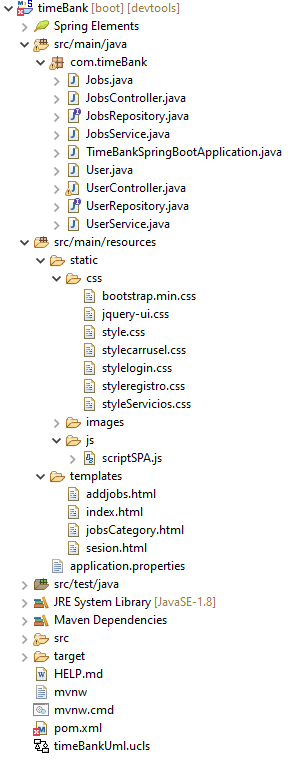 timeBank [boot] [devtools]
Spring Elements
src/main/java
com.timeBank
Jobs.java
JobsController.java
JobsRepository.java
JobsService.java
TimeBankSpringBootApplication.java
User.java
UserController.java
UserRepository.java
UserService.java
src/main/resources
static
css
bootstrap.min.css
jquery-ui.css
style.css
stylecarrusel.css
stylelogin.css
styleregistro.css
styleServicios.css
images
js
scriptSPA.js
templates
addjobs.html
index.html
jobsCategory.html
sesion.html
application.properties
src/test/java
JRE System Library [JavaSE-1.8]
Maven Dependencies
src
target
HELP.md
mvnw
mvnw.cmd
pom.xml
timeBankUml.ucls